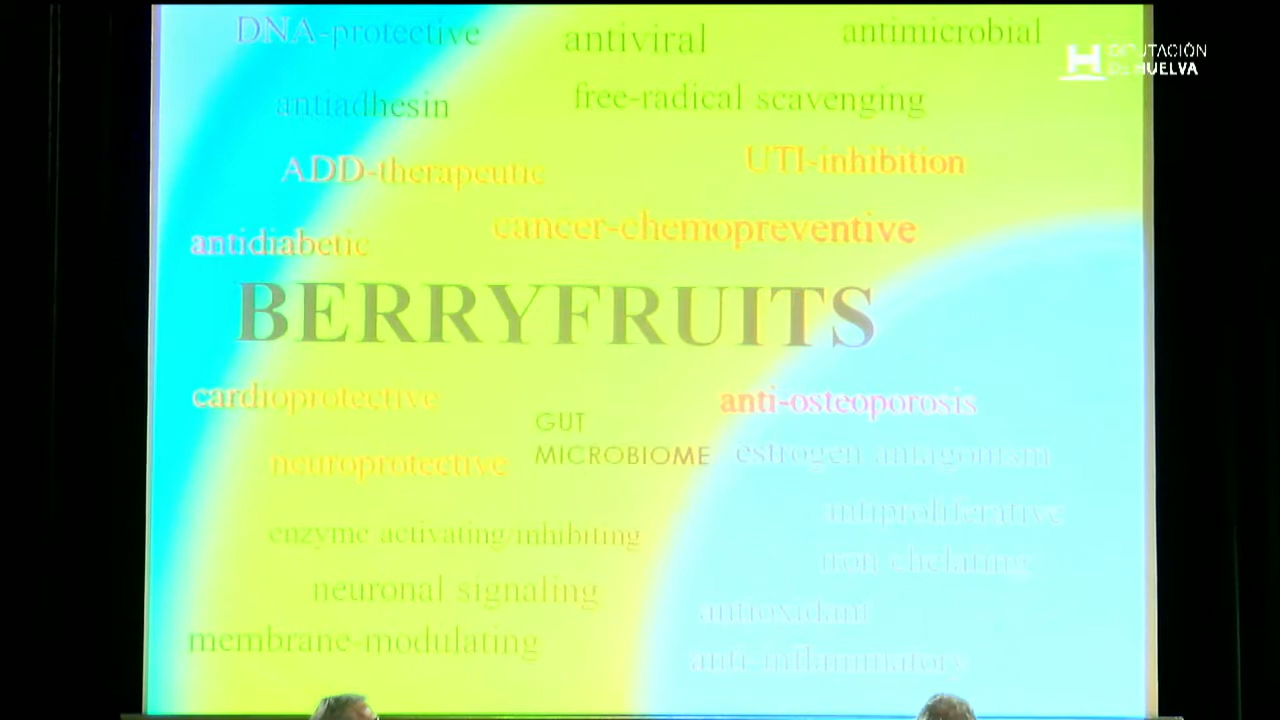 DNA-protective
antiviral
antimicrobial
DIPUTACIÓN
DE HUELVA
antiadhesin
free-radical scavenging
ADD-therapeutic
UTI-inhibition
cancer-chemopreventive
antidiabetic
BERRYFRUITS
cardioprotective
anti-osteoporosis
GUT
MICROBIOME
estrogen antagonism
neuroprotective
antiproliferative
enzyme activating/inhibiting
iron chelating
neuronal signaling
antioxidant
membrane-modulating
anti-inflammatory